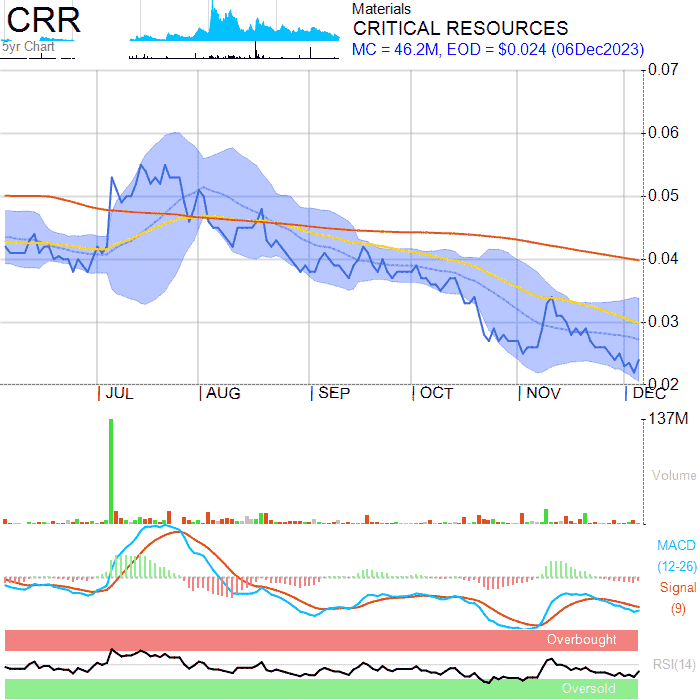 CRR
5yr Chart
Materials
CRITICAL RESOURCES
MC = 46.2M, EOD = $0.024 (06Dec2023)
0.07
0.06
0.05
0.04
0.03
0.02
JUL AUG SEP OCT NOV DEC
137M
Volume
MACD
(12-26)
Signal
(9)
Overbought
RSI(14)
Oversold